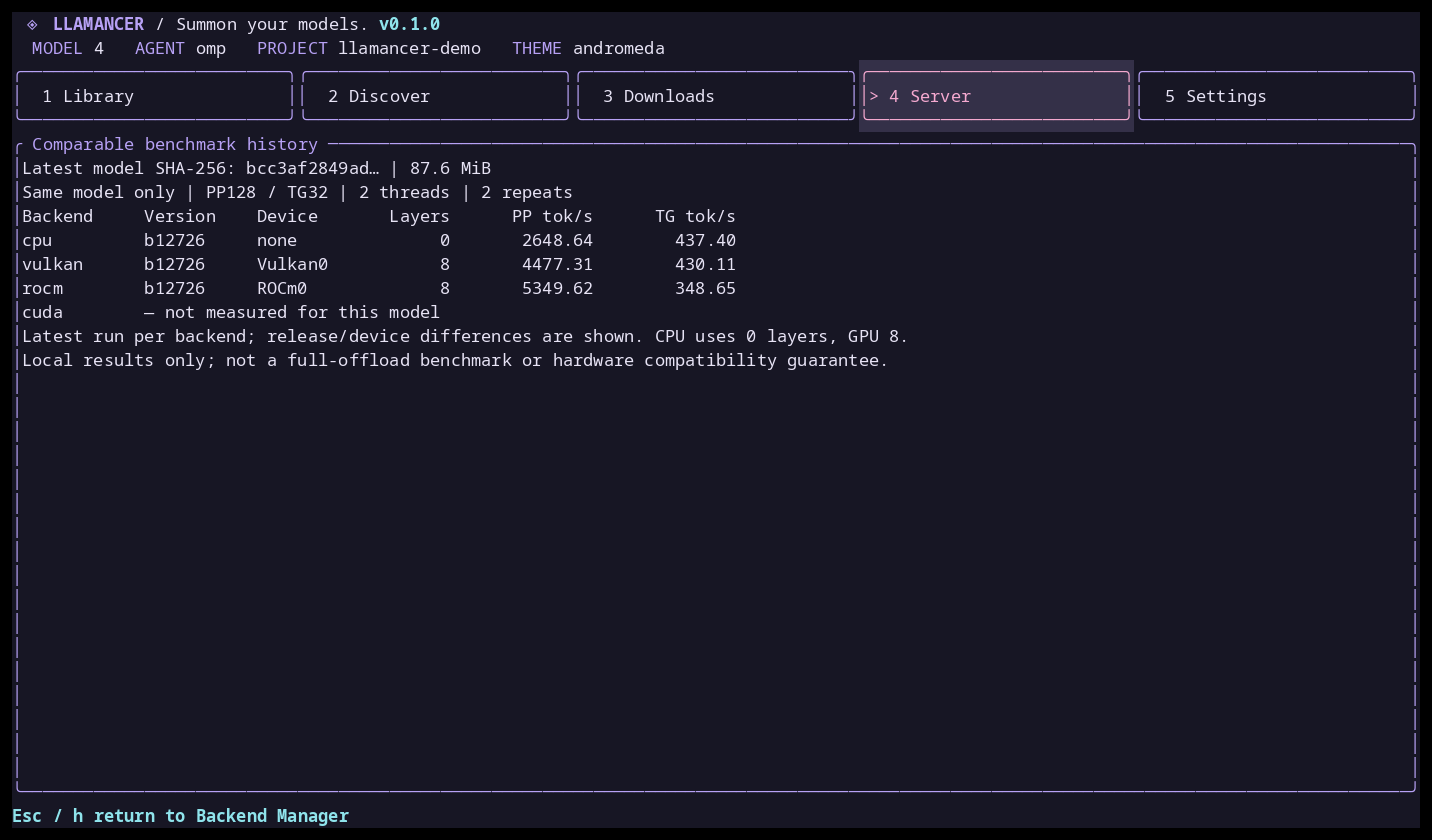 ◈ LLAMANCER / Summon your models. v0.1.0
MODEL 4 AGENT omp PROJECT llamancer-demo THEME andromeda
1 Library 2 Discover 3 Downloads > 4 Server 5 Settings
Comparable benchmark history
Latest model SHA-256: bcc3af2849ad… | 87.6 MiB
Same model only | PP128 / TG32 | 2 threads | 2 repeats
Backend Version Device Layers PP tok/s TG tok/s
cpu b12726 none 0 2648.64 437.40
vulkan b12726 Vulkan0 8 4477.31 430.11
rocm b12726 ROCm0 8 5349.62 348.65
cuda — not measured for this model
Latest run per backend; release/device differences are shown. CPU uses 0 layers, GPU 8.
Local results only; not a full-offload benchmark or hardware compatibility guarantee.
Esc / h return to Backend Manager